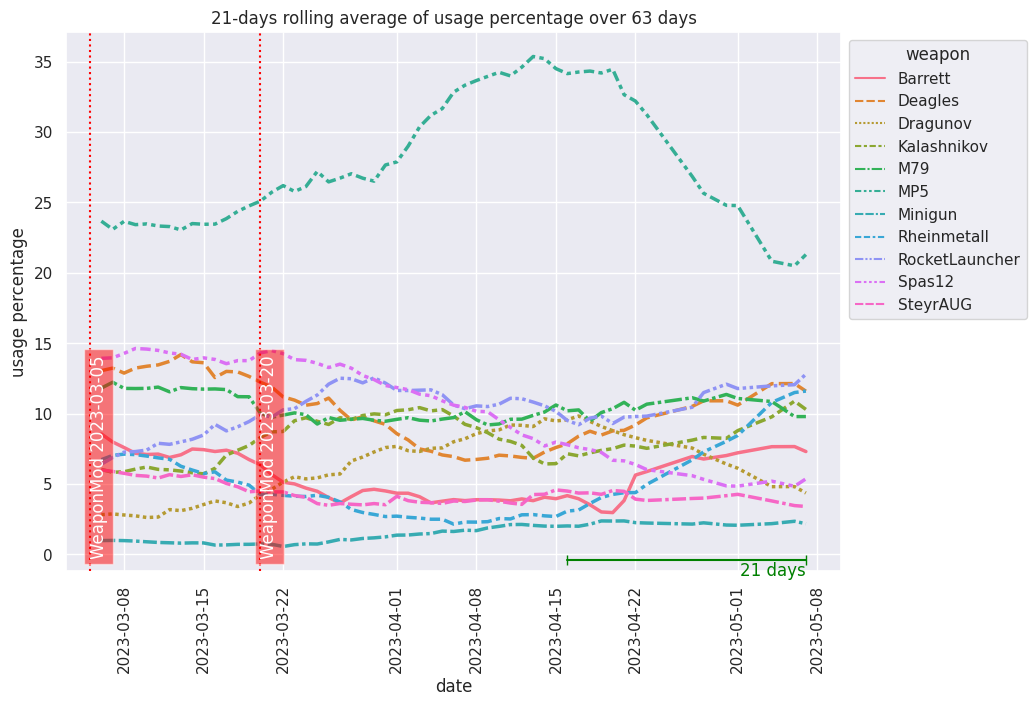 21-days rolling average of usage percentage over 63 days
usage percentage
35
30
25
20
15
10
5
0
WeaponMod 2023-03-05
WeaponMod 2023-03-20
21 days
2023-03-08
2023-03-15
2023-03-22
2023-04-01
2023-04-08
2023-04-15
2023-04-22
2023-05-01
2023-05-08
date
weapon
Barrett
Deagles
Dragunov
Kalashnikov
M79
MP5
Minigun
Rheinmetall
RocketLauncher
Spas12
SteyrAUG